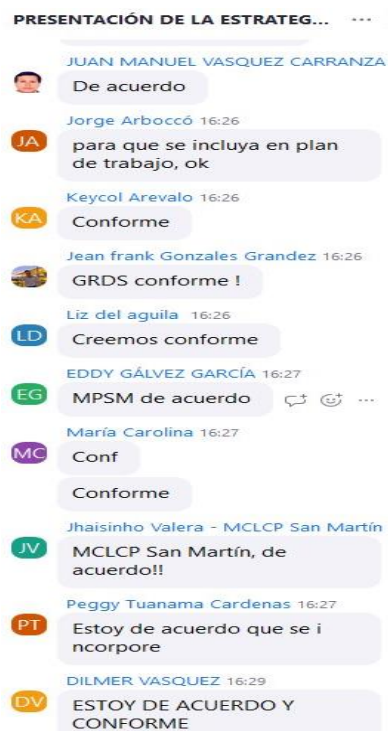 PRESENTACIÓN DE LA ESTRATEG... ...
JUAN MANUEL VASQUEZ CARRANZA
De acuerdo
Jorge Arboccó 16:26
JA
para que se incluya en plan
de trabajo, ok
Keycol Arevalo 16:26
KA
Conforme
Jean frank Gonzales Grandez 16:26
GRDS conforme !
Liz del aguila 16:26
LD
Creemos conforme
EDDY GÁLVEZ GARCÍA 16:27
EG
MPSM de acuerdo
María Carolina 16:27
MC
Conf
Conforme
Jhaisinho Valera - MCLCP San Martín
JV
MCLCP San Martín, de
acuerdo!!
Peggy Tuanama Cardenas 16:27
PT
Estoy de acuerdo que se i
ncorpore
DILMER VASQUEZ 16:29
DV
ESTOY DE ACUERDO Y
CONFORME